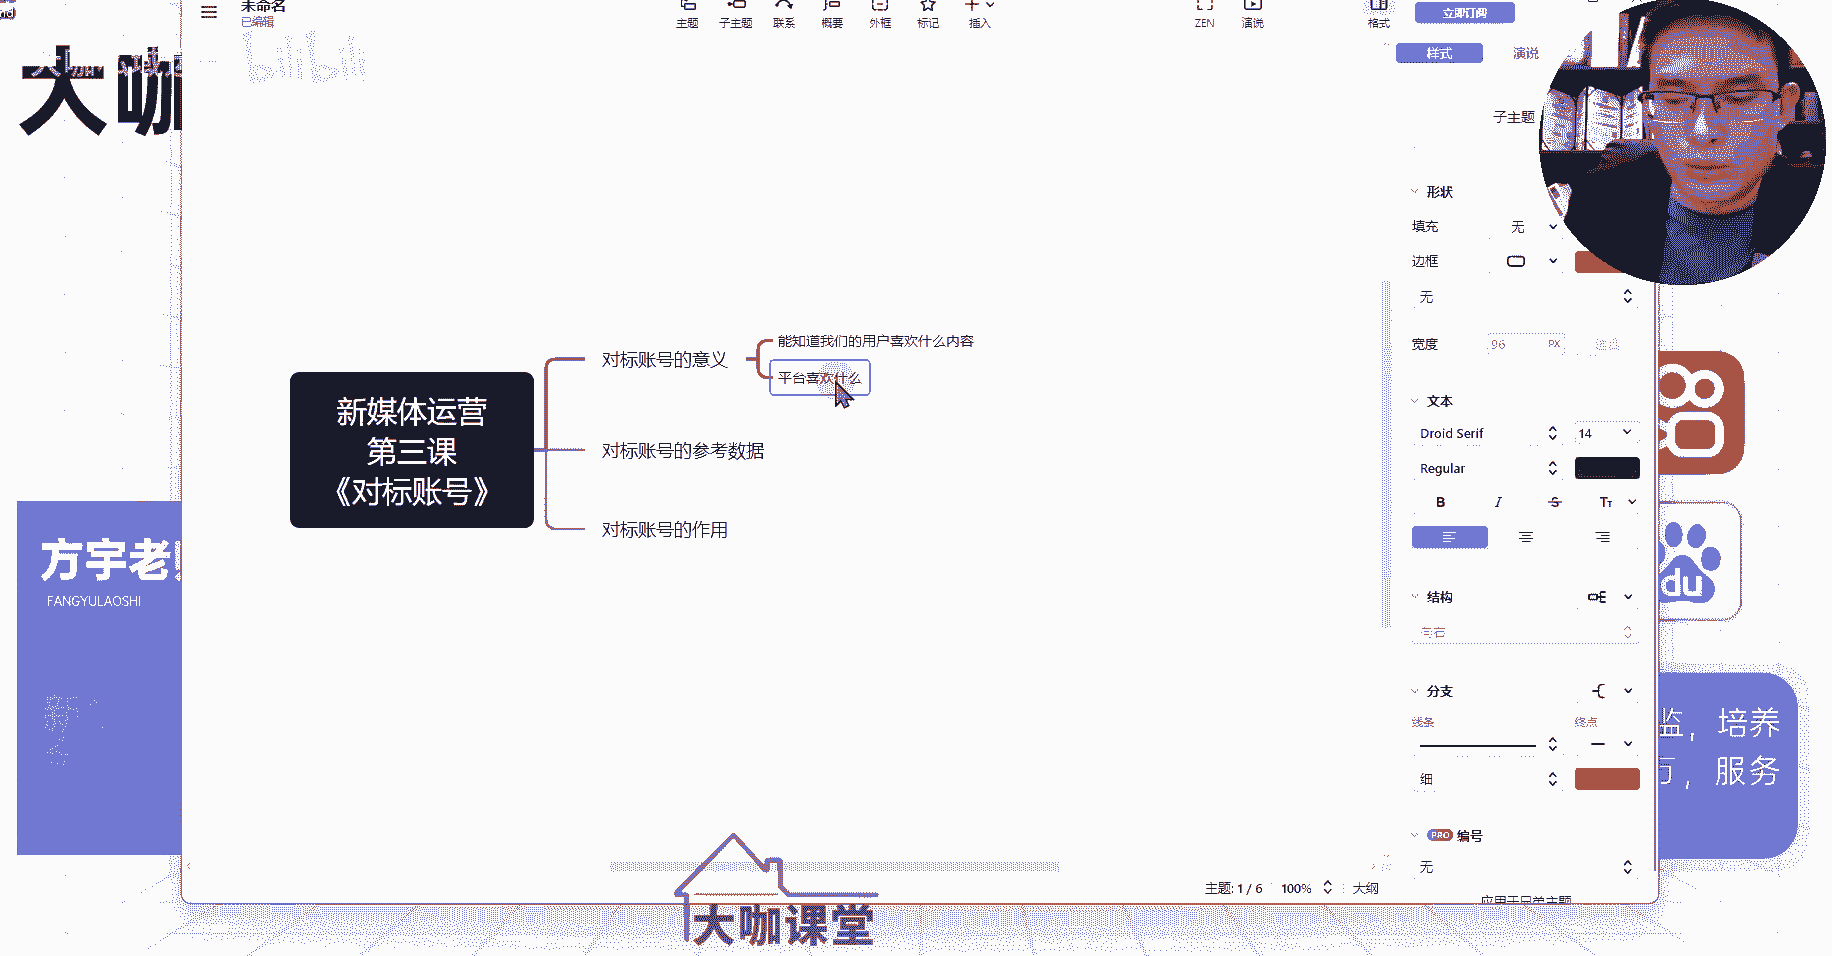 未命名
已编辑
主题
子主题
联系
概要
外框
标记
插入
ZEN
演说
格式
立即订阅
bilibili
大咖
样式
演说
子主题
形状
填充
无
边框
无
宽度
96
PX
文本
Droid Serif
14
Regular
B
I
S
TT
结构
向右
分支
线条
终点
细
PRO 编号
无
新媒体运营
第三课
《对标账号》
对标账号的意义
能知道我们的用户喜欢什么内容
平台喜欢什么
对标账号的参考数据
对标账号的作用
方宇老
FANGYULAOSHI
du
监，培养
万，服务
主题: 1 / 6
100%
大纲
应用于兄弟主题
大咖课堂